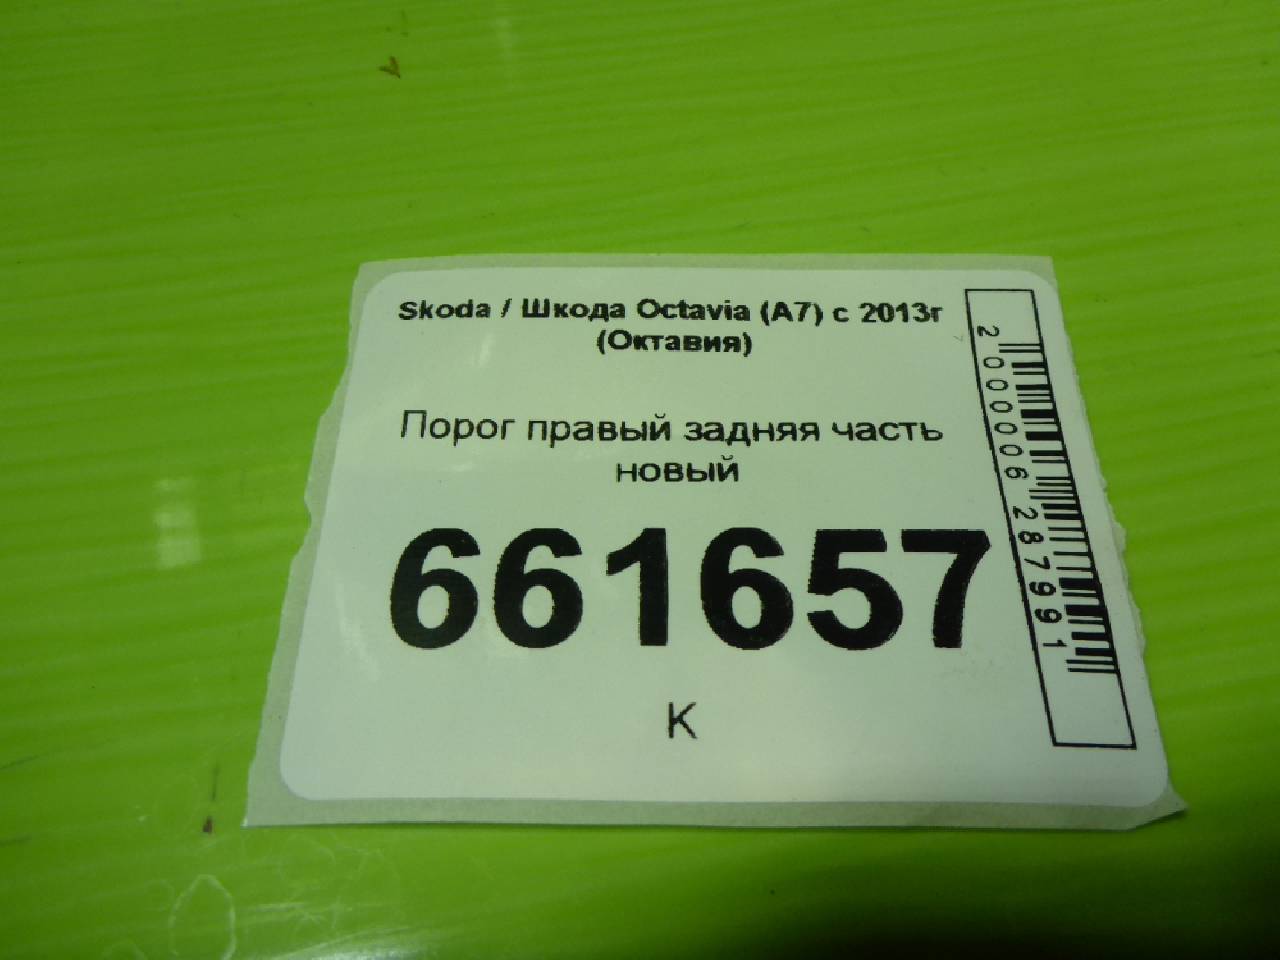 Skoda / Шкода Octavia (A7) с 2013г
(Октавия)
Порог правый задняя часть
новый
661657
К
2000006287991